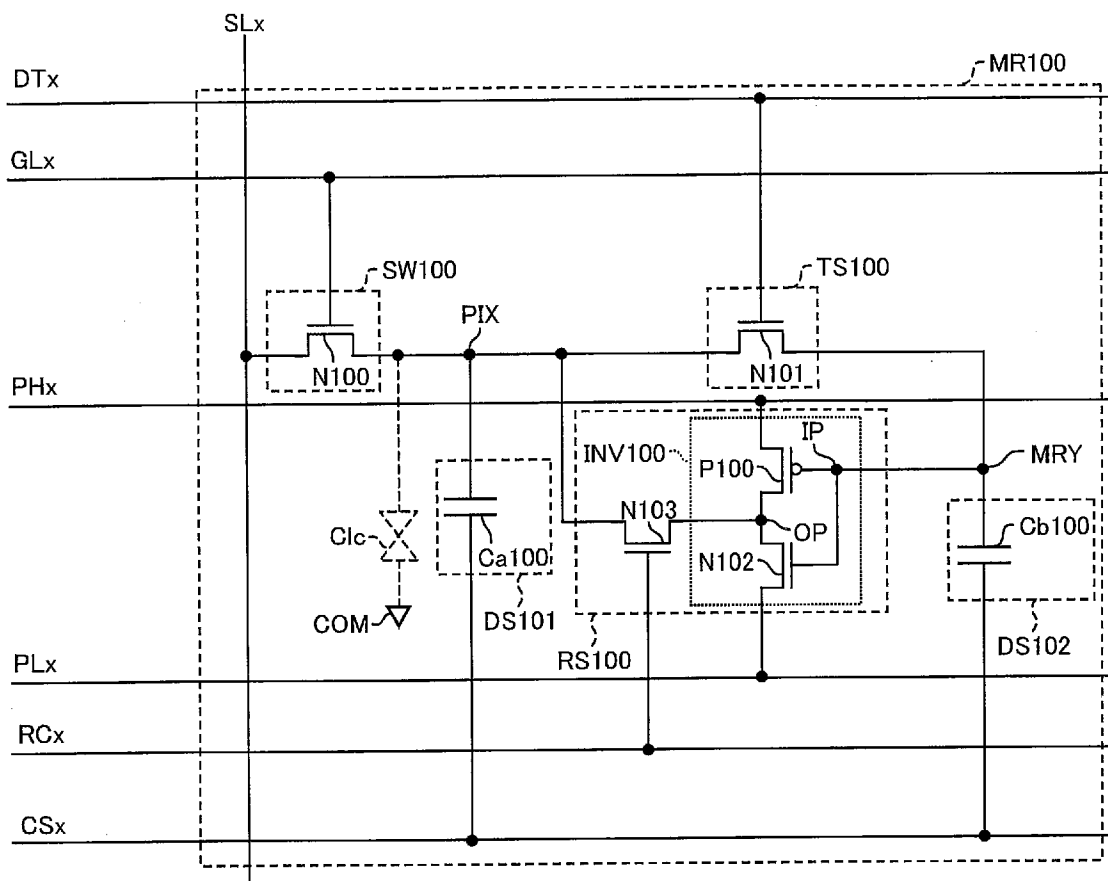 SLx
DTx
MR100
GLx
SW100
TS100
PIX
N100
N101
PHx
IP
INV100
P100
MRY
N103
OP
Cb100
Clc
Ca100
N102
COM
DS101
RS100
DS102
PLx
RCx
CSx